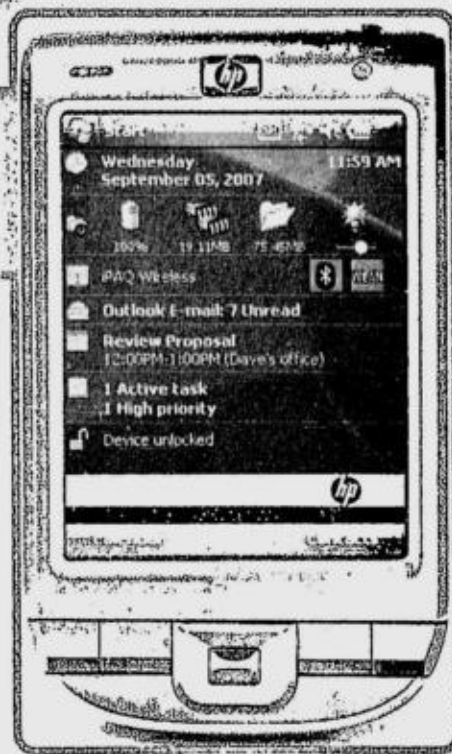 hp
Start
Wednesday 11:59 AM
September 05, 2007
100% 19.11MB 75.45MB
iPAQ Wireless WLAN
Outlook E-mail: 7 Unread
Review Proposal
12:00PM-1:00PM (Dave's office)
1 Active task
1 High priority
Device unlocked
hp